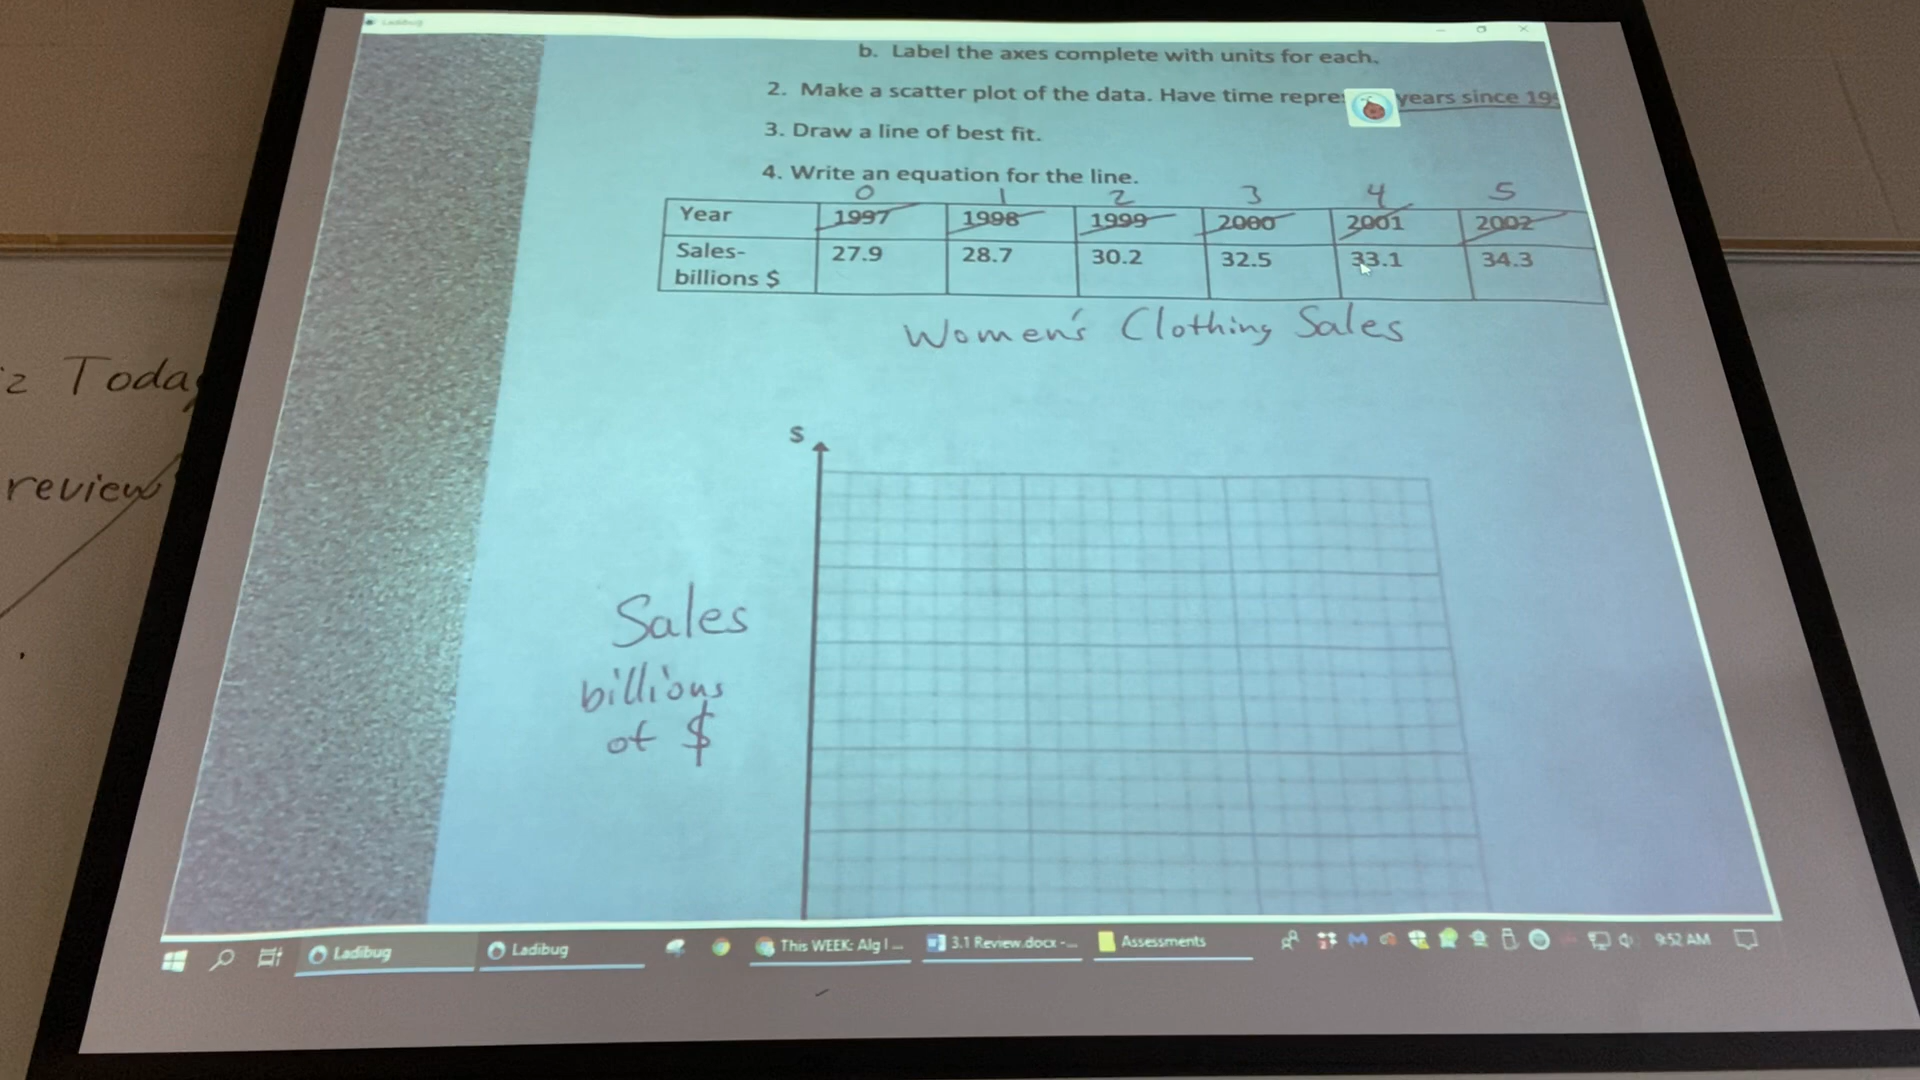 Ladibug
b. Label the axes complete with units for each.
2. Make a scatter plot of the data. Have time years since
3. Draw a line of best fit.
4. Write an equation for the line.
0 1 2 3 4 5
Year 1997 1998 1999 2000 2001 2002
Sales- 27.9 28.7 30.2 32.5 33.1 34.3
billions $
Women's Clothing Sales
Today
review
$
Sales
billions
of $
Ladibug Ladibug This WEEK: Alg I ... 3.1 Review.docx -... Assessments 9:52 AM